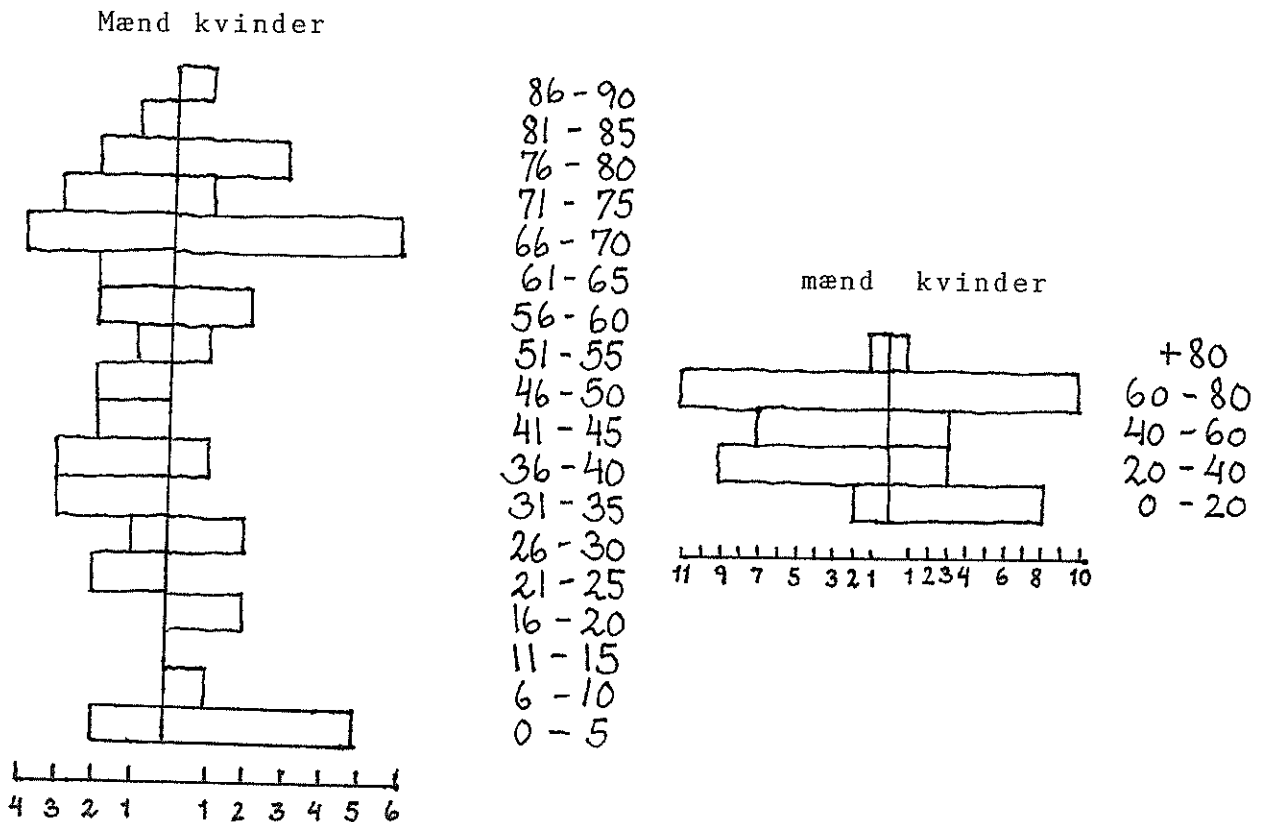 Mænd kvinder
86 - 90
81 - 85
76 - 80
71 - 75
66 - 70
61 - 65
56 - 60
51 - 55
46 - 50
41 - 45
36 - 40
31 - 35
26 - 30
21 - 25
16 - 20
11 - 15
6 - 10
0 - 5
4 3 2 1 1 2 3 4 5 6
mænd kvinder
+80
60 - 80
40 - 60
20 - 40
0 - 20
11 9 7 5 3 2 1 1 2 3 4 6 8 10